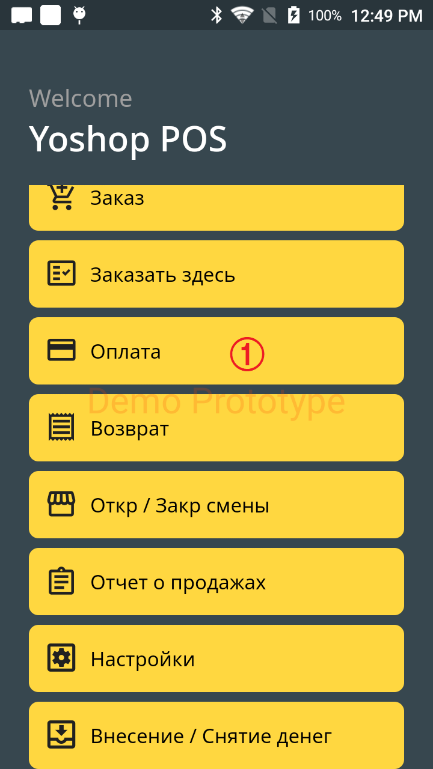 100% 12:49 PM
Welcome
Yoshop POS
Заказ
Заказать здесь
Оплата
1
Demo Prototype
Возврат
Откр / Закр смены
Отчет о продажах
Настройки
Внесение / Снятие денег